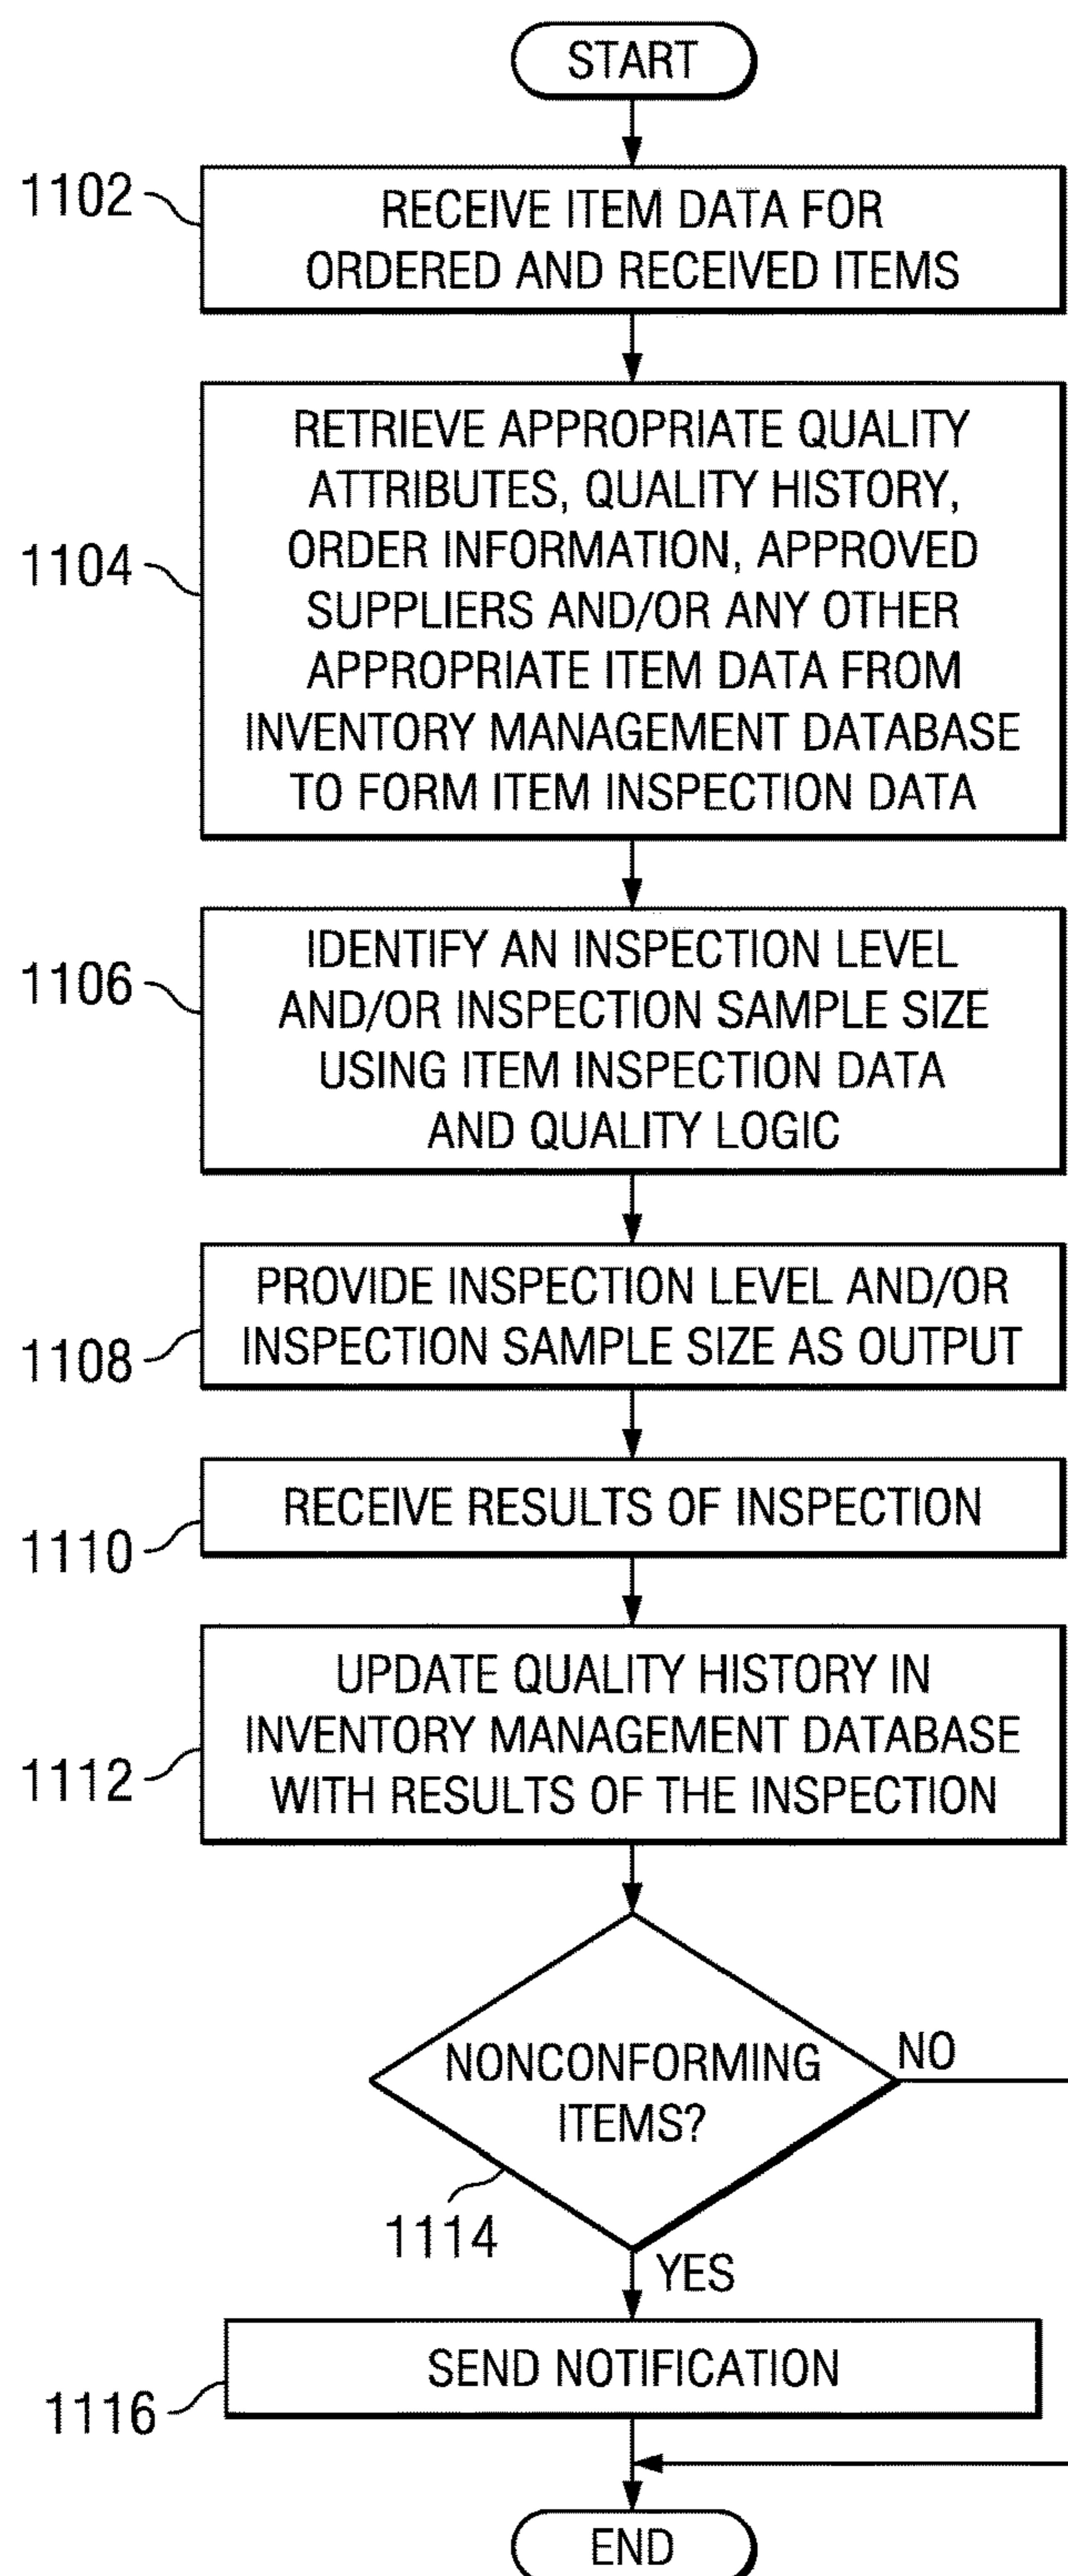 START
1102
RECEIVE ITEM DATA FOR
ORDERED AND RECEIVED ITEMS
1104
RETRIEVE APPROPRIATE QUALITY
ATTRIBUTES, QUALITY HISTORY,
ORDER INFORMATION, APPROVED
SUPPLIERS AND/OR ANY OTHER
APPROPRIATE ITEM DATA FROM
INVENTORY MANAGEMENT DATABASE
TO FORM ITEM INSPECTION DATA
1106
IDENTIFY AN INSPECTION LEVEL
AND/OR INSPECTION SAMPLE SIZE
USING ITEM INSPECTION DATA
AND QUALITY LOGIC
1108
PROVIDE INSPECTION LEVEL AND/OR
INSPECTION SAMPLE SIZE AS OUTPUT
1110
RECEIVE RESULTS OF INSPECTION
1112
UPDATE QUALITY HISTORY IN
INVENTORY MANAGEMENT DATABASE
WITH RESULTS OF THE INSPECTION
NONCONFORMING
ITEMS?
NO
1114
YES
SEND NOTIFICATION
1116
END